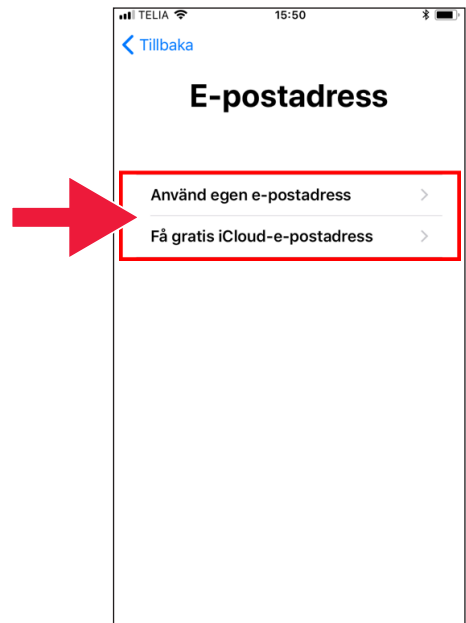 TELIA 15:50
Tillbaka
E-postadress
Använd egen e-postadress
Få gratis iCloud-e-postadress